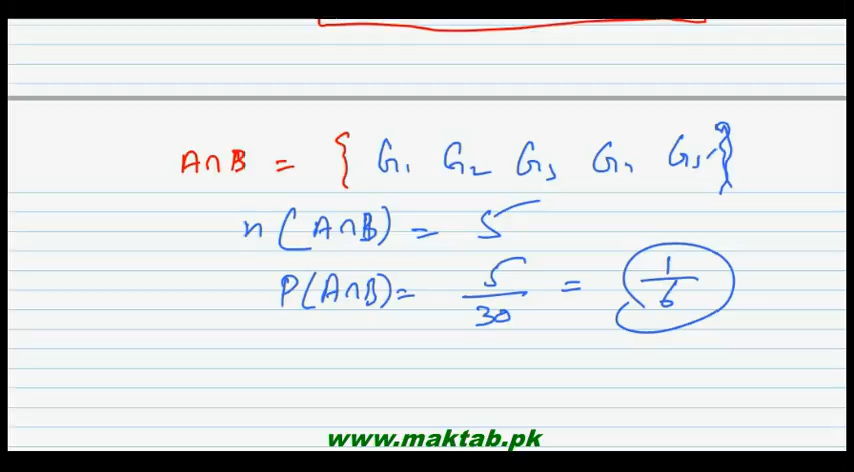 A∩B = { G₁ G₂ G₃ G₄ G₅ }
n(A∩B) = 5
P(A∩B) = 5/30 = 1/6
www.maktab.pk